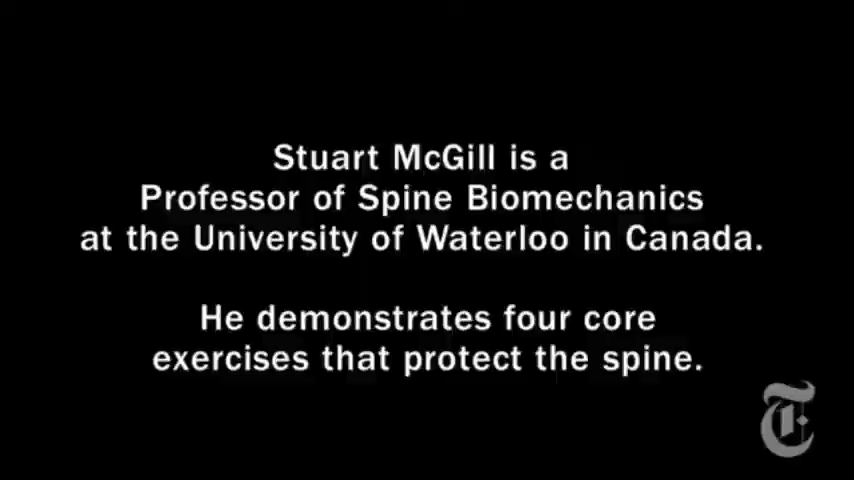 Stuart McGill is a
Professor of Spine Biomechanics
at the University of Waterloo in Canada.
He demonstrates four core
exercises that protect the spine.
T